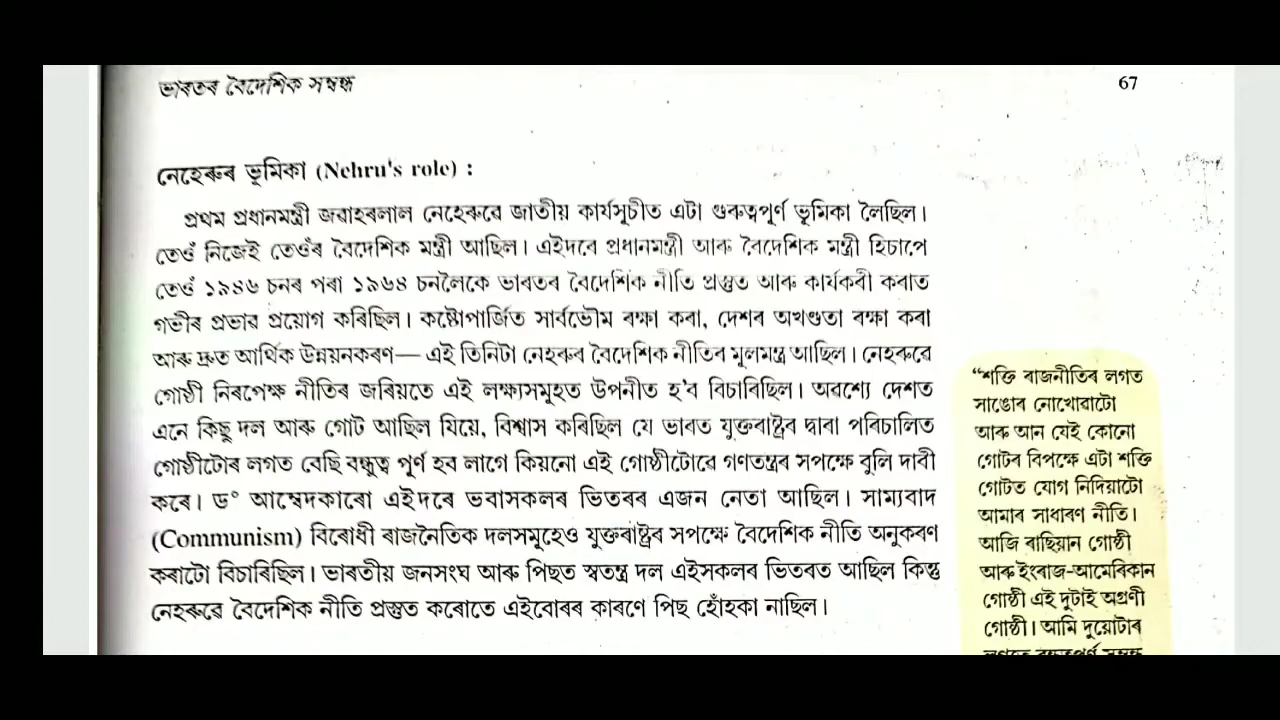 ভাৰতৰ বৈদেশিক সম্বন্ধ
67
নেহেৰুৰ ভূমিকা (Nehru's role) :
প্ৰথম প্ৰধানমন্ত্ৰী জৱাহৰলাল নেহেৰুৱে জাতীয় কাৰ্যসূচীত এটা গুৰুত্বপূৰ্ণ ভূমিকা লৈছিল।
তেওঁ নিজেই তেওঁৰ বৈদেশিক মন্ত্ৰী আছিল। এইদৰে প্ৰধানমন্ত্ৰী আৰু বৈদেশিক মন্ত্ৰী হিচাপে
তেওঁ ১৯৪৬ চনৰ পৰা ১৯৬৪ চনলৈকে ভাৰতৰ বৈদেশিক নীতি প্ৰস্তুত আৰু কাৰ্যকৰী কৰাত
গভীৰ প্ৰভাৱ প্ৰয়োগ কৰিছিল। কষ্টোপাৰ্জিত সাৰ্বভৌম ৰক্ষা কৰা, দেশৰ অখণ্ডতা ৰক্ষা কৰা
আৰু দ্ৰুত আৰ্থিক উন্নয়নকৰণ— এই তিনিটা নেহৰুৰ বৈদেশিক নীতিৰ মূলমন্ত্ৰ আছিল। নেহৰুৱে
গোষ্ঠী নিৰপেক্ষ নীতিৰ জৰিয়তে এই লক্ষ্যসমূহত উপনীত হ'ব বিচাৰিছিল। অৱশ্যে দেশত
এনে কিছু দল আৰু গোট আছিল যিয়ে, বিশ্বাস কৰিছিল যে ভাৰত যুক্তৰাষ্ট্ৰৰ দ্বাৰা পৰিচালিত
গোষ্ঠীটোৰ লগত বেছি বন্ধুত্ব পূৰ্ণ হব লাগে কিয়নো এই গোষ্ঠীটোৱে গণতন্ত্ৰৰ সপক্ষে বুলি দাবী
কৰে। ড° আম্বেদকাৰো এইদৰে ভবাসকলৰ ভিতৰৰ এজন নেতা আছিল। সাম্যবাদ
(Communism) বিৰোধী ৰাজনৈতিক দলসমূহেও যুক্তৰাষ্ট্ৰৰ সপক্ষে বৈদেশিক নীতি অনুকৰণ
কৰাটো বিচাৰিছিল। ভাৰতীয় জনসংঘ আৰু পিছত স্বতন্ত্ৰ দল এইসকলৰ ভিতৰত আছিল কিন্তু
নেহৰুৱে বৈদেশিক নীতি প্ৰস্তুত কৰোতে এইবোৰৰ কাৰণে পিছ হোঁহকা নাছিল।
“শক্তি ৰাজনীতিৰ লগত
সাঙোৰ নোখোৱাটো
আৰু আন যেই কোনো
গোটৰ বিপক্ষে এটা শক্তি
গোটত যোগ নিদিয়াটো
আমাৰ সাধাৰণ নীতি।
আজি ৰাছিয়ান গোষ্ঠী
আৰু ইংৰাজ-আমেৰিকান
গোষ্ঠী এই দুটাই অগ্ৰণী
গোষ্ঠী। আমি দুয়োটাৰ